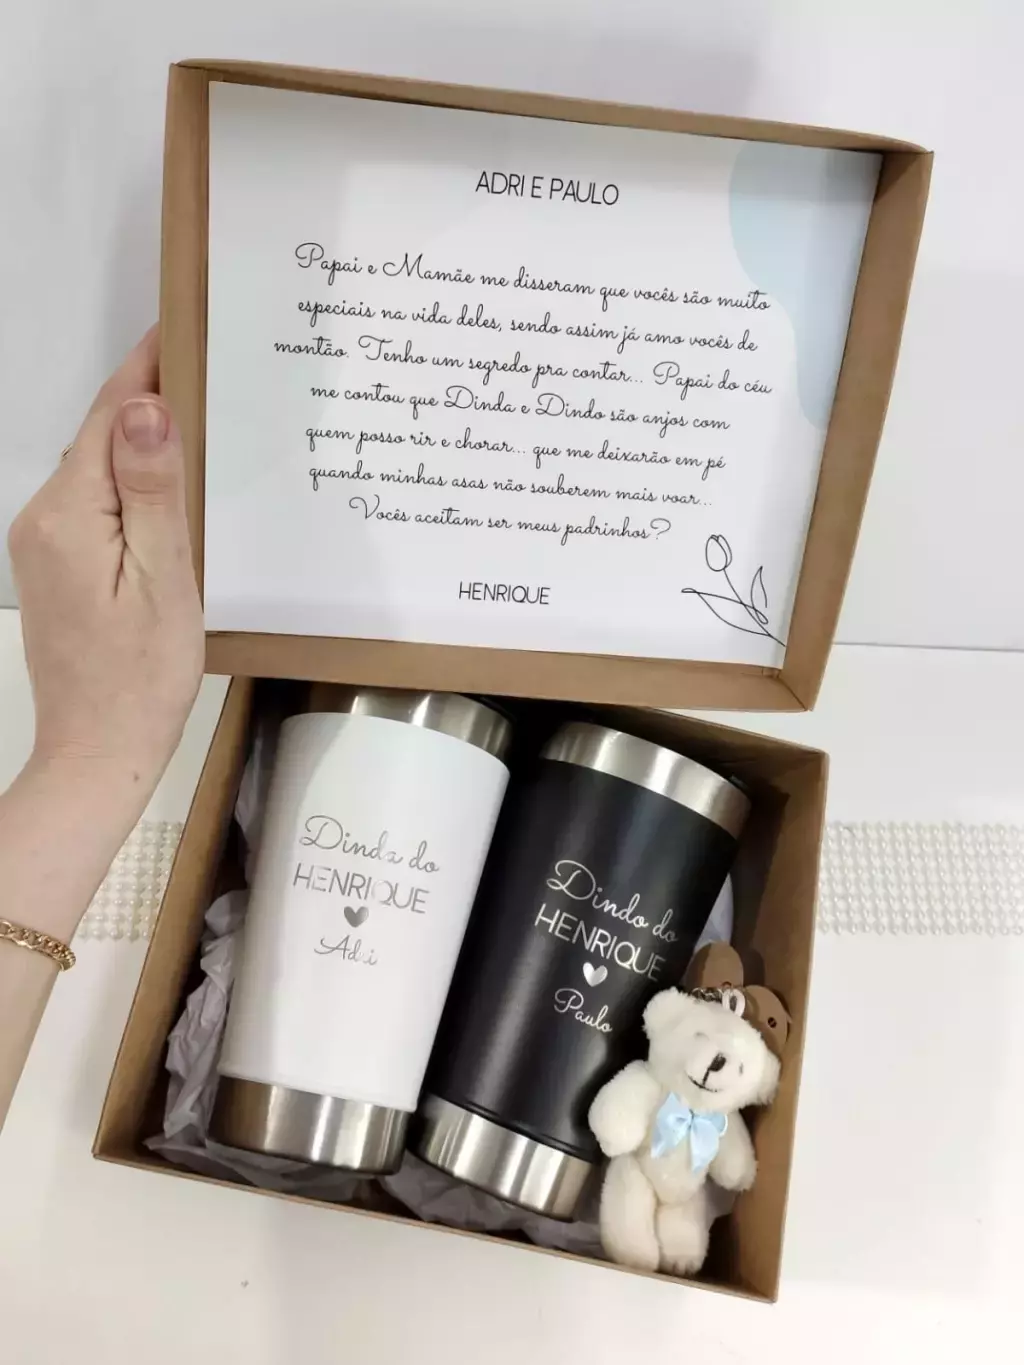 ADRI E PAULO
Papai e Mamãe me disseram que vocês são muito
especiais na vida deles, sendo assim já amo vocês de
montão. Tenho um segredo pra contar... Papai do céu
me contou que Dinda e Dindo são anjos com
quem posso rir e chorar... que me deixarão em pé
quando minhas asas não souberem mais voar...
Vocês aceitam ser meus padrinhos?
HENRIQUE
Dinda do
HENRIQUE
Adri
Dindo do
HENRIQUE
Paulo